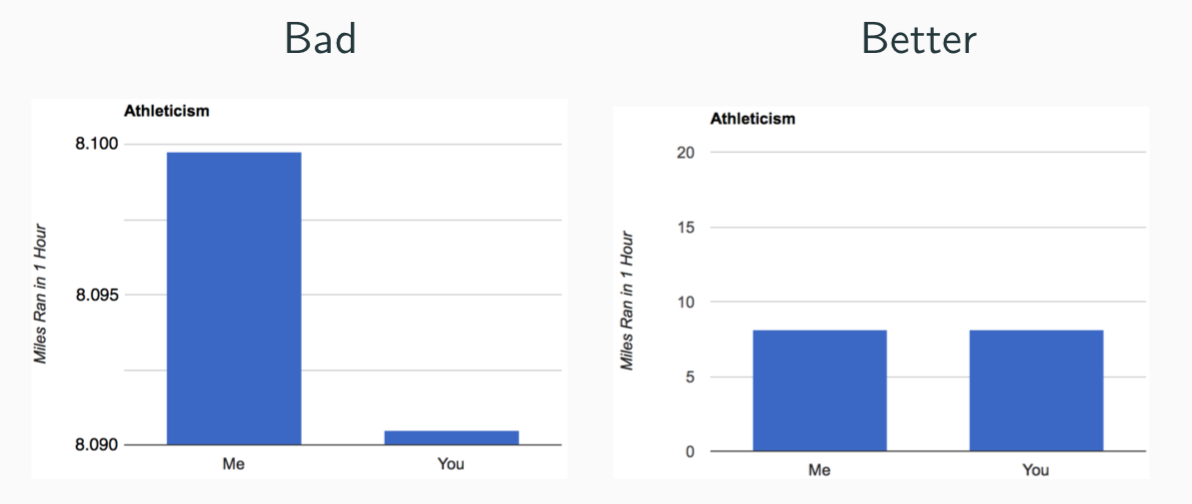 Bad
Athleticism
8.100
8.095
8.090
Miles Ran in 1 Hour
Me You
Better
Athleticism
20
15
10
5
0
Miles Ran in 1 Hour
Me You